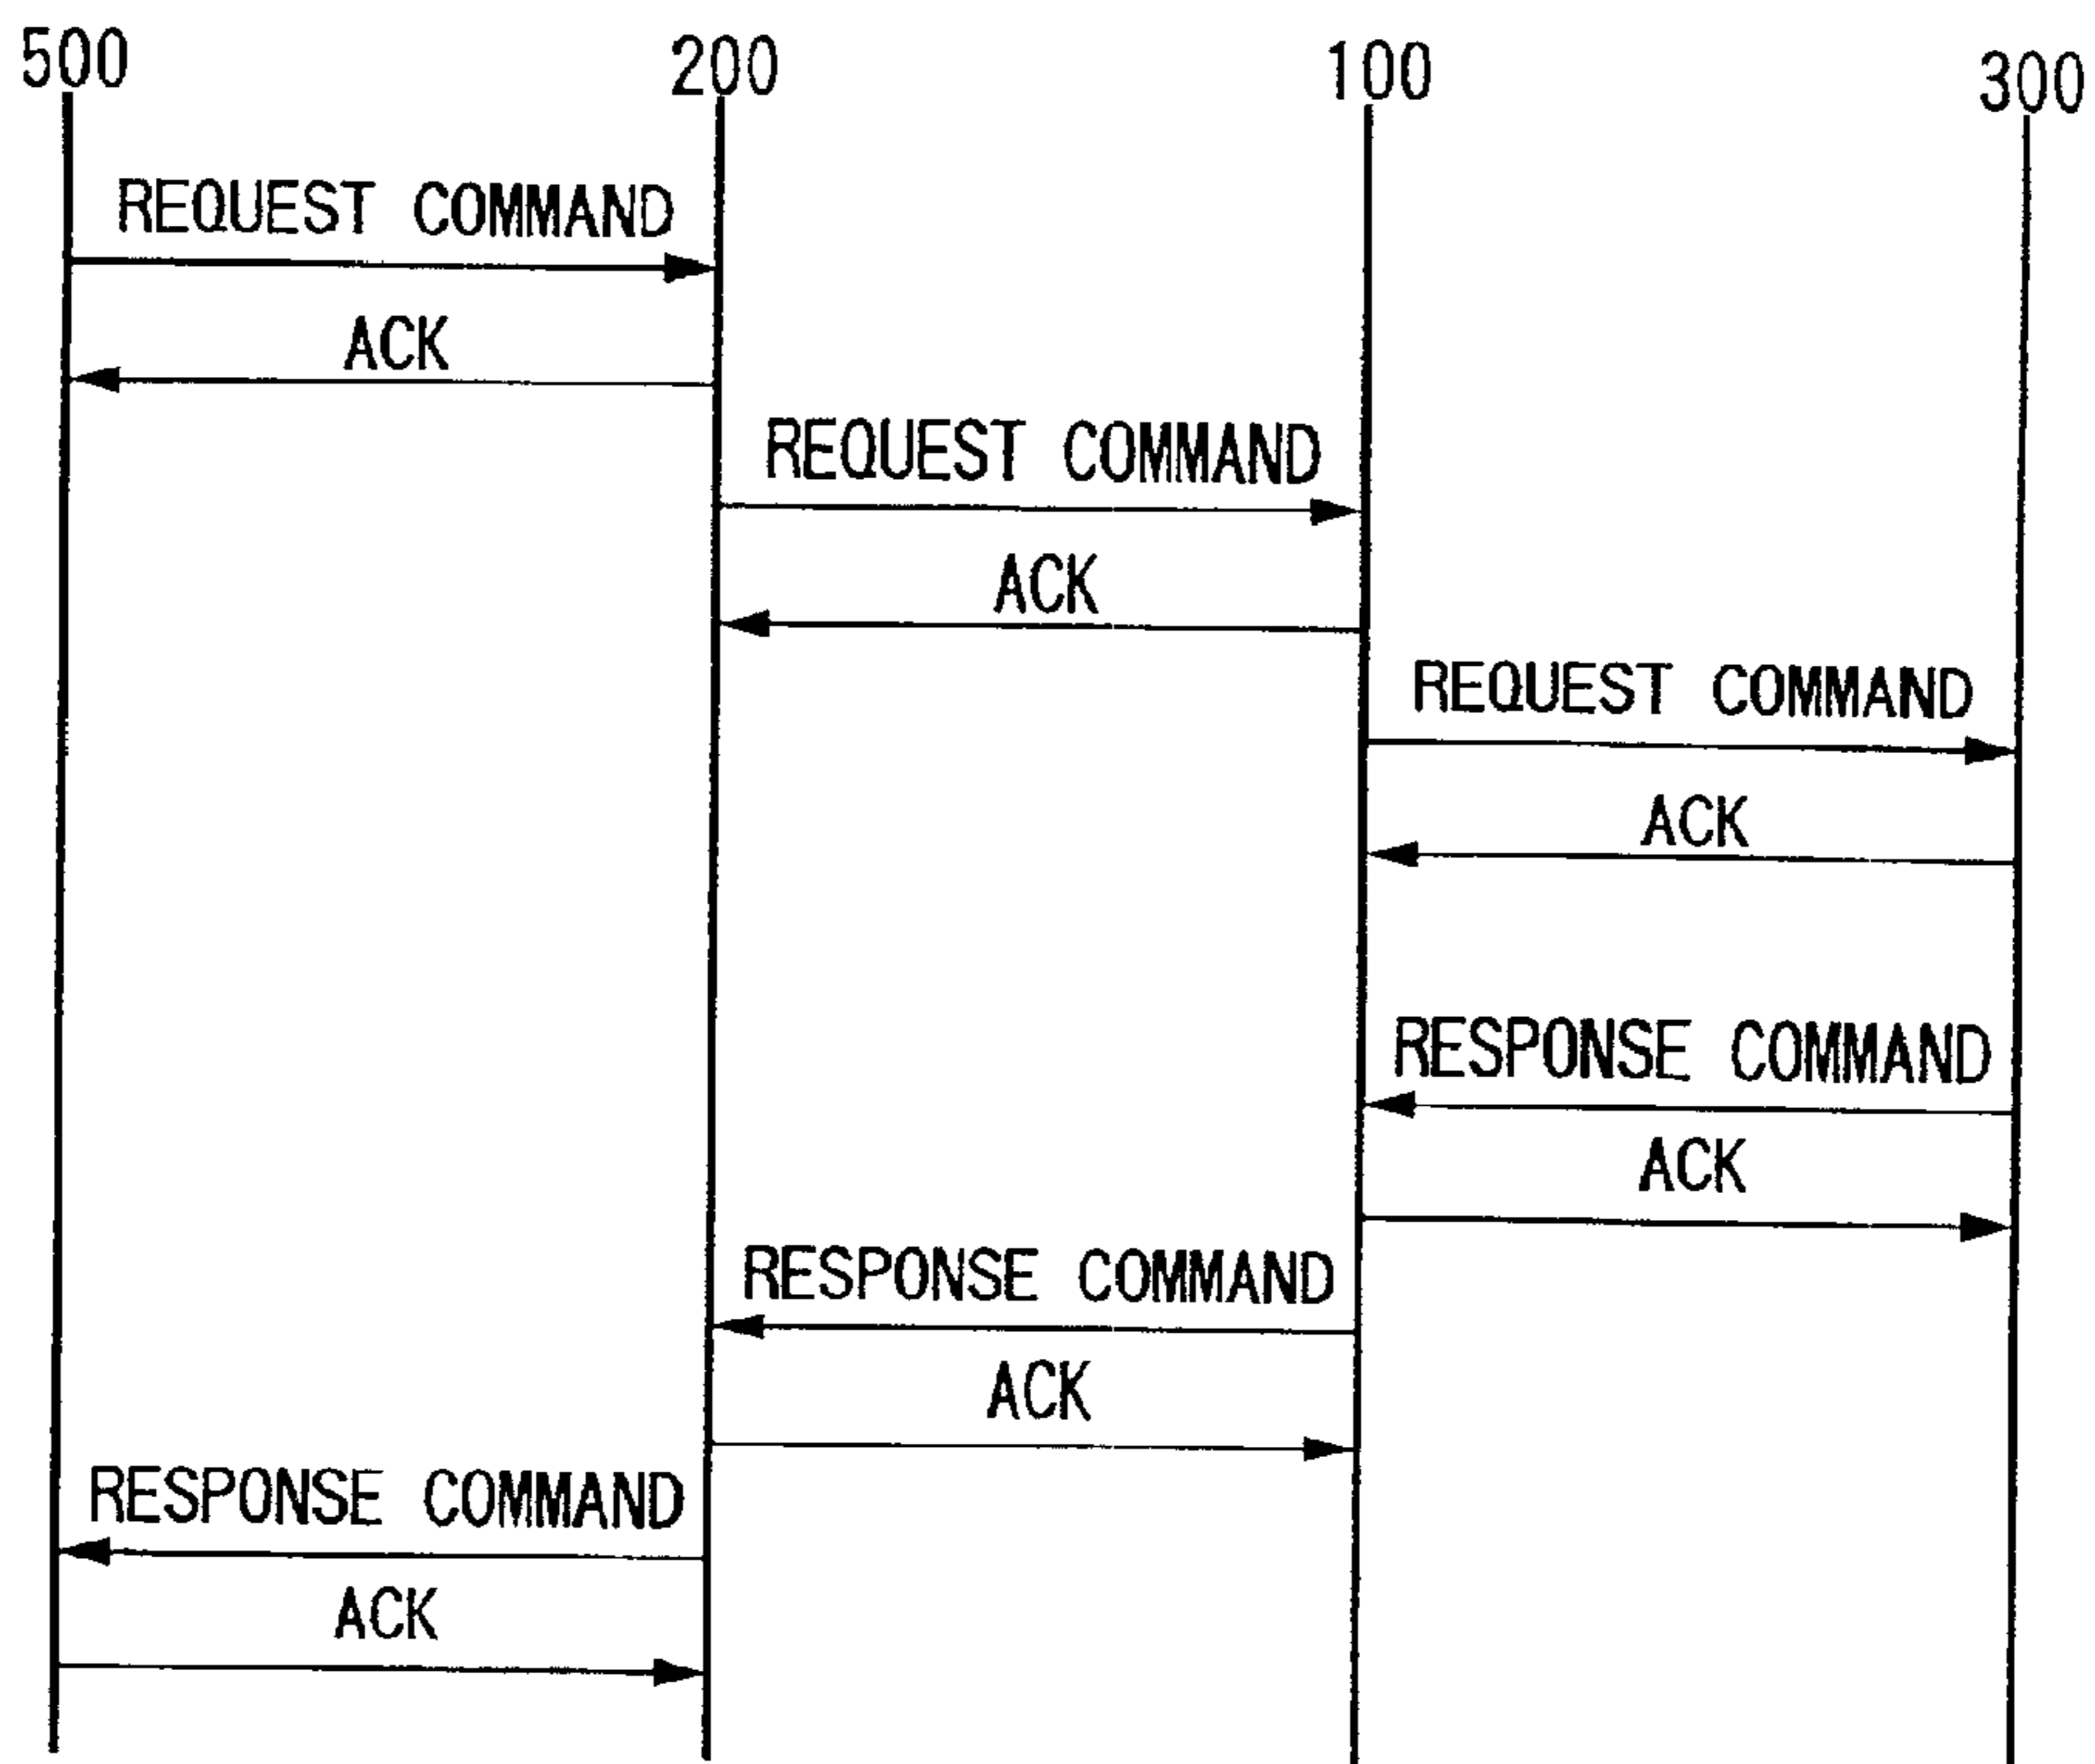 500 200 100 300
REQUEST COMMAND
ACK
REQUEST COMMAND
ACK
REQUEST COMMAND
ACK
RESPONSE COMMAND
ACK
RESPONSE COMMAND
ACK
RESPONSE COMMAND
ACK